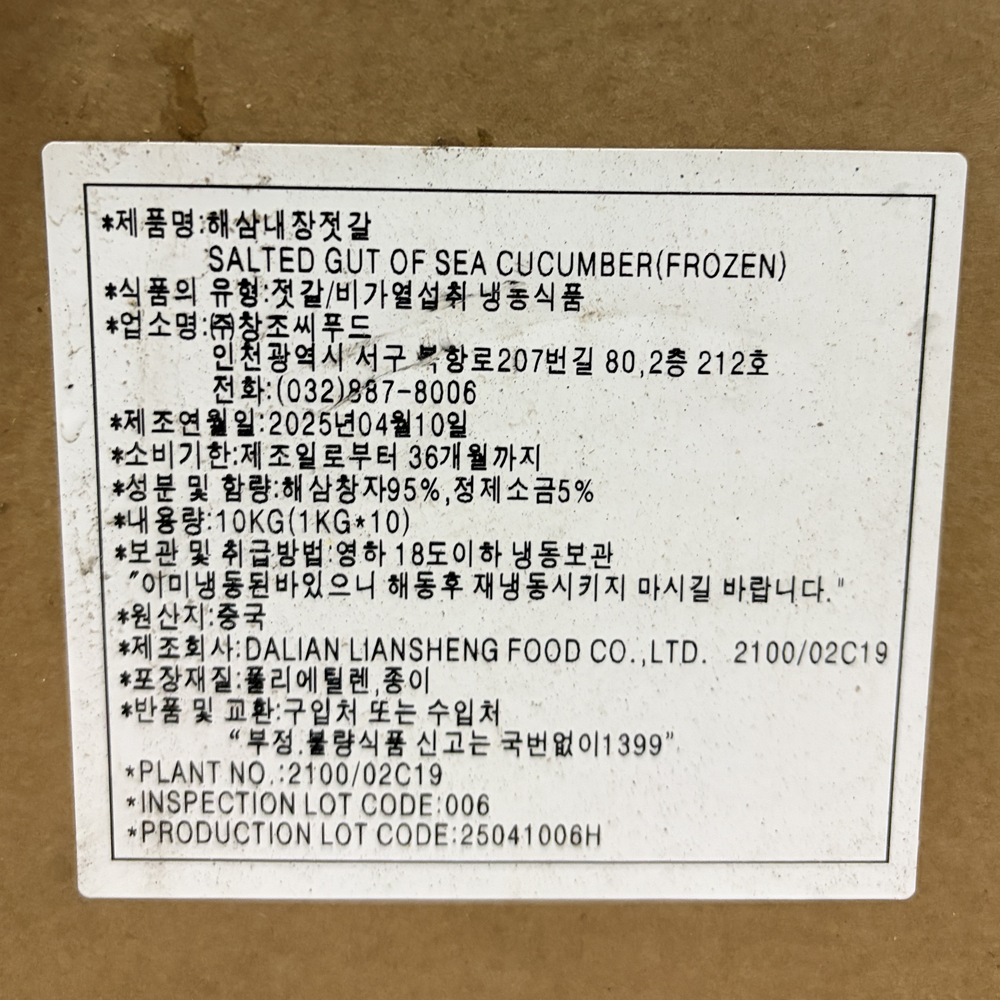 *제품명:해삼내장젓갈
SALTED GUT OF SEA CUCUMBER(FROZEN)
*식품의 유형:젓갈/비가열섭취 냉동식품
*업소명:㈜창조씨푸드
인천광역시 서구 북항로207번길 80,2층 212호
전화:(032)887-8006
*제조연월일:2025년04월10일
*소비기한:제조일로부터 36개월까지
*성분 및 함량:해삼창자95%,정제소금5%
*내용량:10KG(1KG*10)
*보관 및 취급방법:영하 18도이하 냉동보관
"이미냉동된바있으니 해동후 재냉동시키지 마시길 바랍니다."
*원산지:중국
*제조회사:DALIAN LIANSHENG FOOD CO.,LTD. 2100/02C19
*포장재질:폴리에틸렌,종이
*반품 및 교환:구입처 또는 수입처
“부정.불량식품 신고는 국번없이1399”
*PLANT NO.:2100/02C19
*INSPECTION LOT CODE:006
*PRODUCTION LOT CODE:25041006H